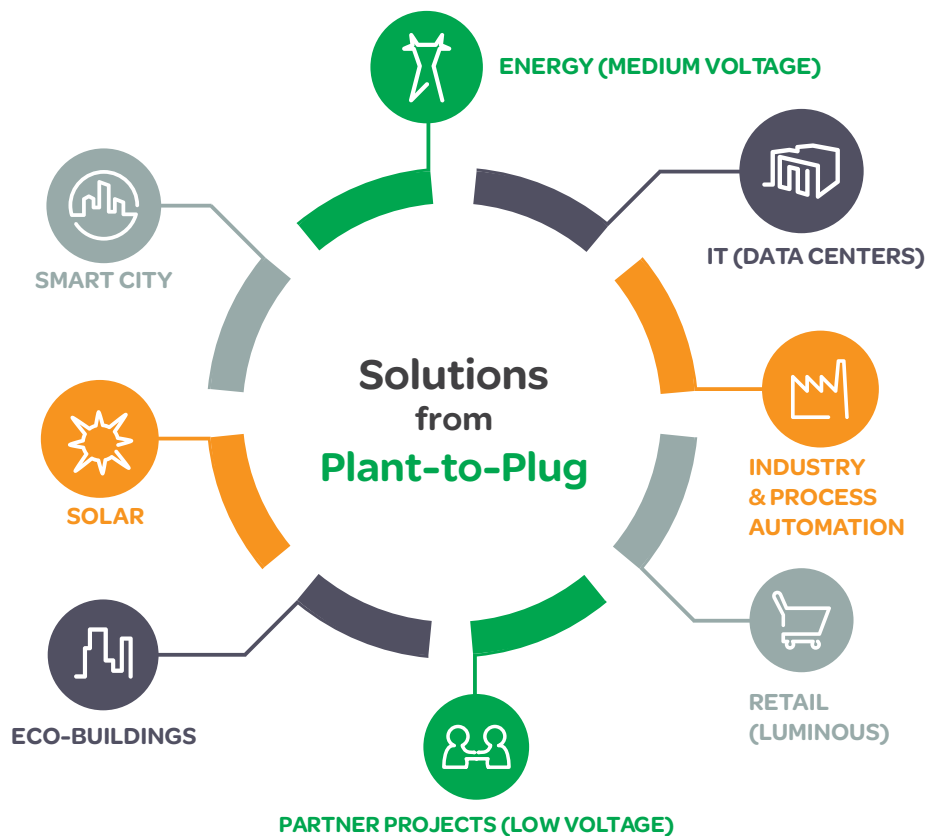 ENERGY (MEDIUM VOLTAGE)
IT (DATA CENTERS)
SMART CITY
Solutions
from
Plant-to-Plug
INDUSTRY
& PROCESS
AUTOMATION
SOLAR
RETAIL
(LUMINOUS)
ECO-BUILDINGS
PARTNER PROJECTS (LOW VOLTAGE)